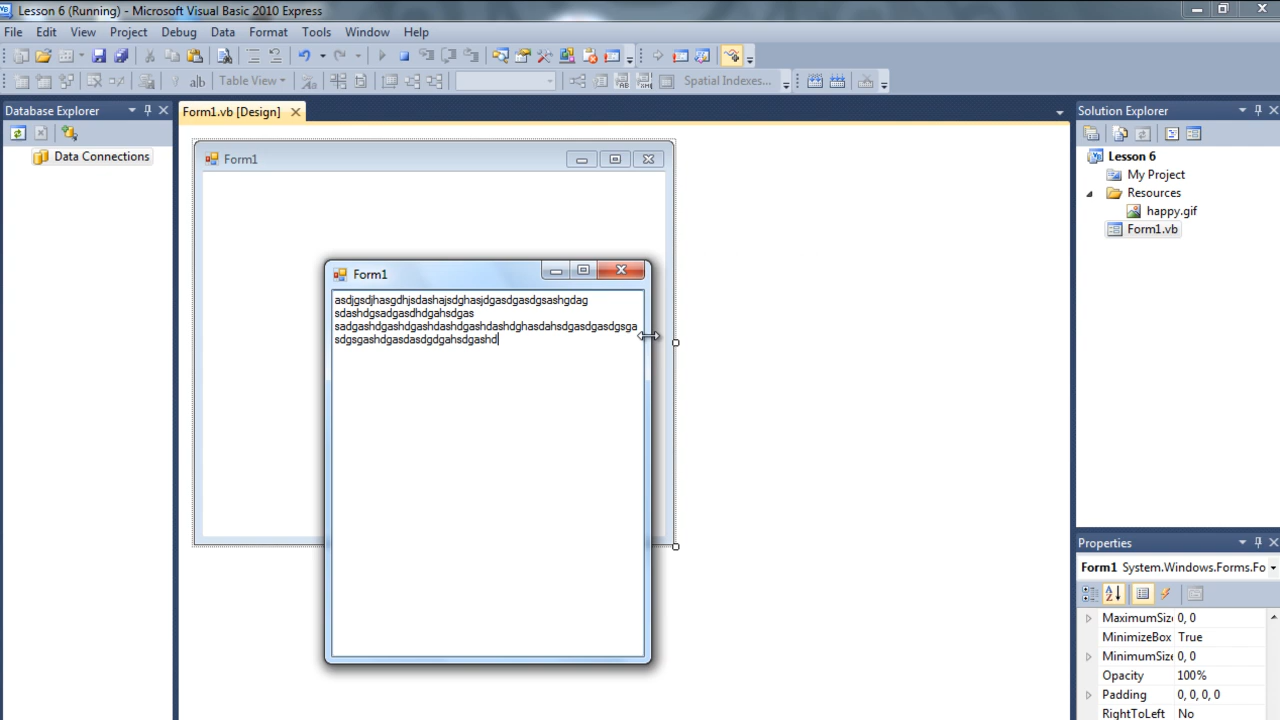 Lesson 6 (Running) - Microsoft Visual Basic 2010 Express
File Edit View Project Debug Data Format Tools Window Help
Table View Spatial Indexes...
Database Explorer
Data Connections
Form1.vb [Design]
Form1
Form1
asdjgsdjhasgdhjsdashajsdghasjdgasdgasdgsashgdag
sdashdgsadgasdhdgahsdgas
sadgashdgashdgashdashdgashdashdghasdahsdgasdgasdgsga
sdgsgashdgasdasdgdgahsdgashd
Solution Explorer
Lesson 6
My Project
Resources
happy.gif
Form1.vb
Properties
Form1 System.Windows.Forms.Fo
MaximumSiz 0, 0
MinimizeBox True
MinimumSize 0, 0
Opacity 100%
Padding 0, 0, 0, 0
RightToLeft No